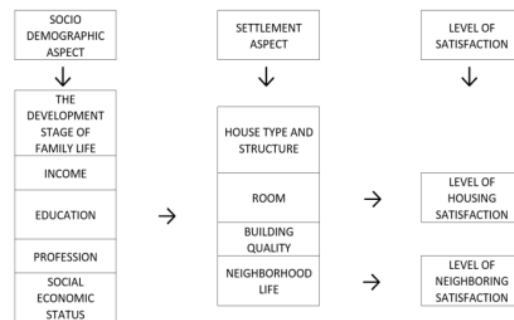 SOCIO
DEMOGRAPHIC
ASPECT
THE
DEVELOPMENT
STAGE OF
FAMILY LIFE
INCOME
EDUCATION
PROFESSION
SOCIAL
ECONOMIC
STATUS
SETTLEMENT
ASPECT
HOUSE TYPE AND
STRUCTURE
ROOM
BUILDING
QUALITY
NEIGHBORHOOD
LIFE
LEVEL OF
SATISFACTION
LEVEL OF
HOUSING
SATISFACTION
LEVEL OF
NEIGHBORING
SATISFACTION